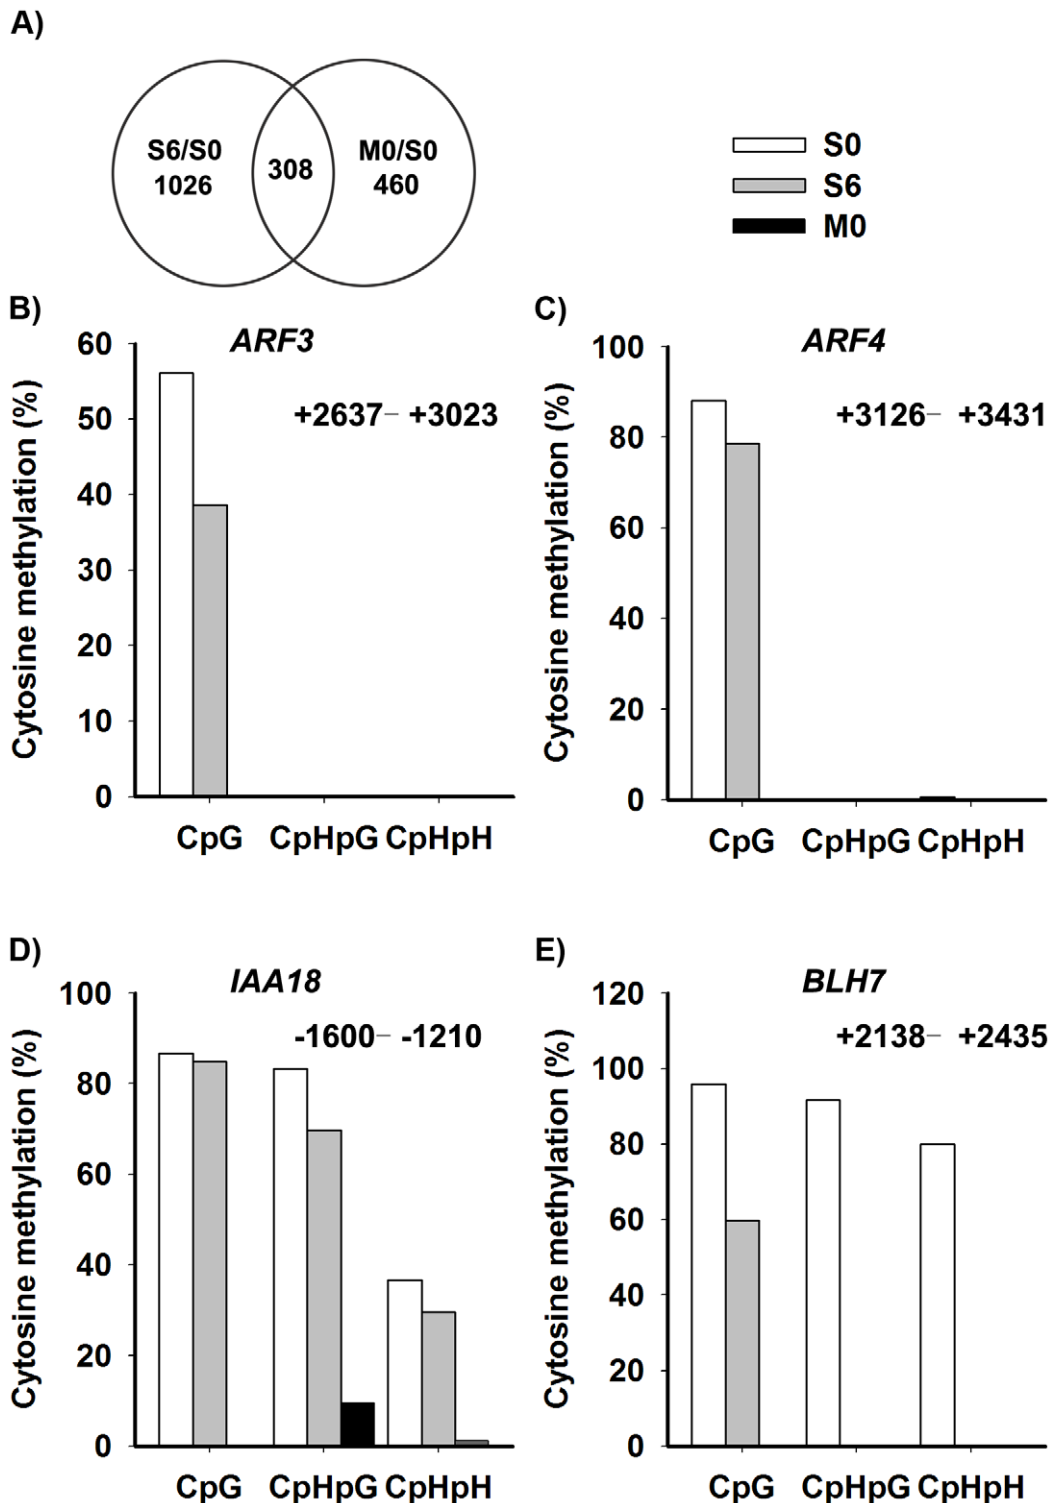 A)
S6/S0 308 M0/S0
1026 460
S0
S6
M0
B) ARF3
Cytosine methylation (%)
60
50
40
30
20
10
0
+2637– +3023
CpG CpHpG CpHpH
C) ARF4
Cytosine methylation (%)
100
80
60
40
20
0
+3126– +3431
CpG CpHpG CpHpH
D) IAA18
Cytosine methylation (%)
100
80
60
40
20
0
-1600– -1210
CpG CpHpG CpHpH
E) BLH7
Cytosine methylation (%)
120
100
80
60
40
20
0
+2138– +2435
CpG CpHpG CpHpH